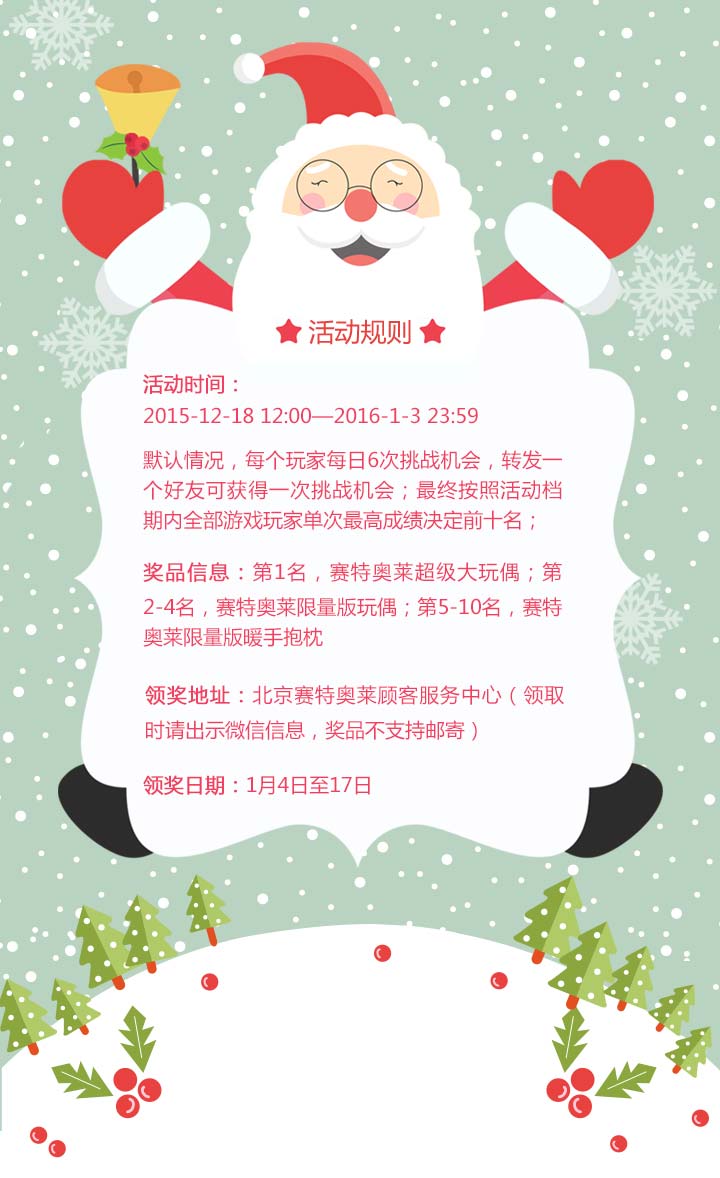 活动规则
活动时间：
2015-12-18 12:00—2016-1-3 23:59
默认情况，每个玩家每日6次挑战机会，转发一
个好友可获得一次挑战机会；最终按照活动档
期内全部游戏玩家单次最高成绩决定前十名；
奖品信息：第1名，赛特奥莱超级大玩偶；第
2-4名，赛特奥莱限量版玩偶；第5-10名，赛特
奥莱限量版暖手抱枕
领奖地址：北京赛特奥莱顾客服务中心（领取
时请出示微信信息，奖品不支持邮寄）
领奖日期：1月4日至17日